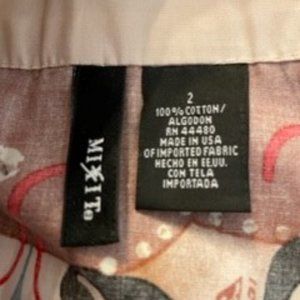 MIXIT
2
100% COTTON/
ALGODON
RN 44480
MADE IN USA
OF IMPORTED FABRIC
HECHO EN EE.UU.
CON TELA
IMPORTADA